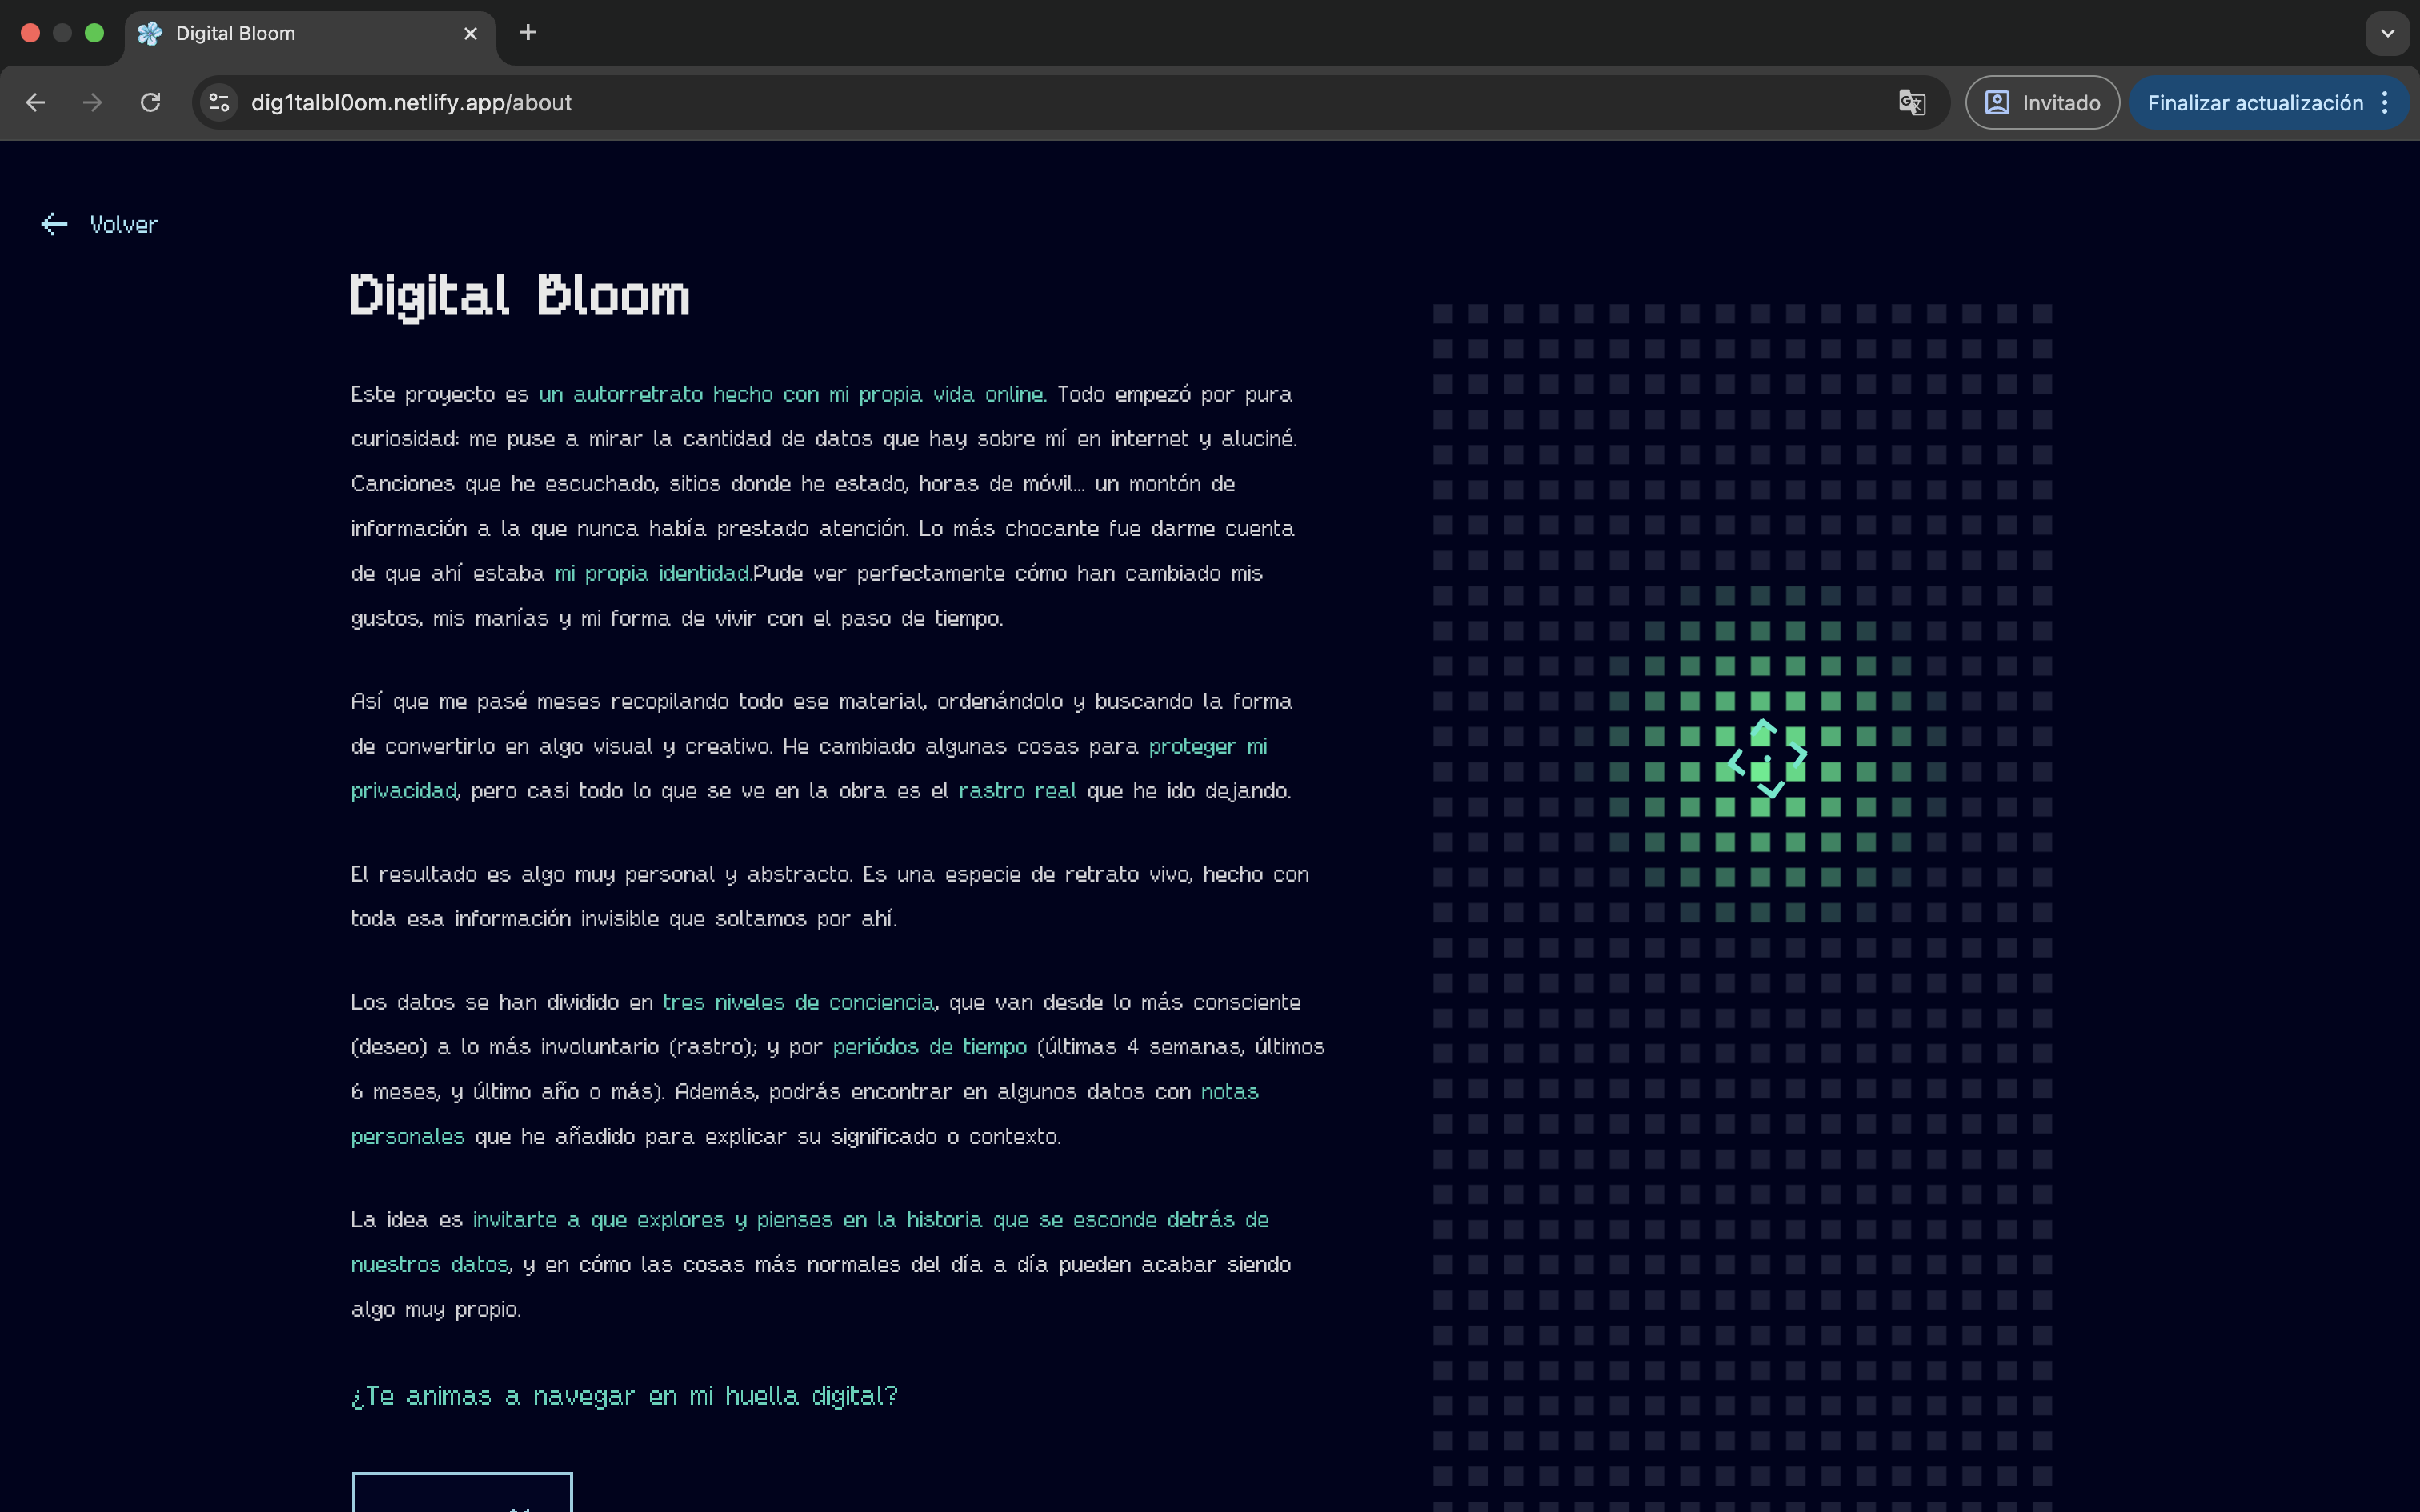 Digital Bloom
dig1talbl0om.netlify.app/about
Invitado
Finalizar actualización
Volver
Digital Bloom
Este proyecto es un autorretrato hecho con mi propia vida online. Todo empezó por pura
curiosidad: me puse a mirar la cantidad de datos que hay sobre mí en internet y aluciné.
Canciones que he escuchado, sitios donde he estado, horas de móvil... un montón de
información a la que nunca había prestado atención. Lo más chocante fue darme cuenta
de que ahí estaba mi propia identidad.Pude ver perfectamente cómo han cambiado mis
gustos, mis manías y mi forma de vivir con el paso de tiempo.
Así que me pasé meses recopilando todo ese material, ordenándolo y buscando la forma
de convertirlo en algo visual y creativo. He cambiado algunas cosas para proteger mi
privacidad, pero casi todo lo que se ve en la obra es el rastro real que he ido dejando.
El resultado es algo muy personal y abstracto. Es una especie de retrato vivo, hecho con
toda esa información invisible que soltamos por ahí.
Los datos se han dividido en tres niveles de conciencia, que van desde lo más consciente
(deseo) a lo más involuntario (rastro); y por periódos de tiempo (últimas 4 semanas, últimos
6 meses, y último año o más). Además, podrás encontrar en algunos datos con notas
personales que he añadido para explicar su significado o contexto.
La idea es invitarte a que explores y pienses en la historia que se esconde detrás de
nuestros datos, y en cómo las cosas más normales del día a día pueden acabar siendo
algo muy propio.
¿Te animas a navegar en mi huella digital?